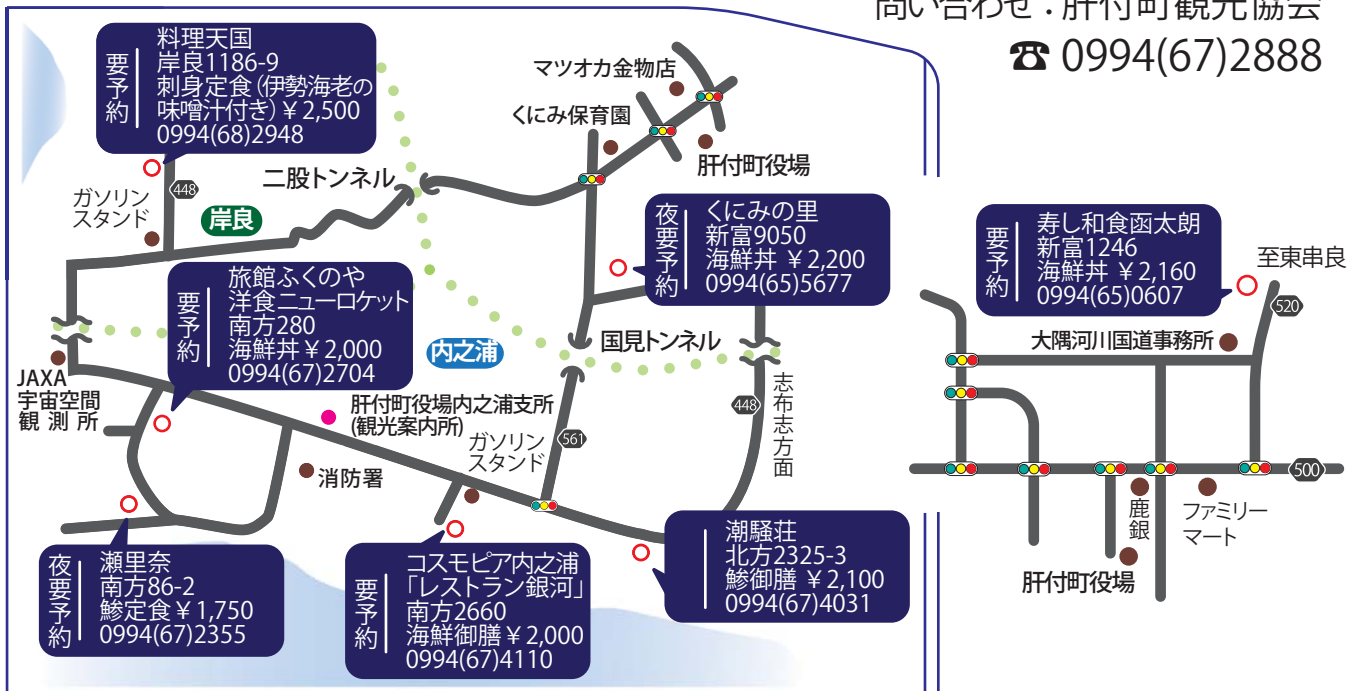 問い合わせ：肝付町観光協会
☎ 0994(67)2888
要予約
料理天国
岸良1186-9
刺身定食（伊勢海老の
味噌汁付き）¥ 2,500
0994(68)2948
マツオカ金物店
くにみ保育園
肝付町役場
二股トンネル
ガソリン
スタンド
448
岸良
夜要予約
くにみの里
新富9050
海鮮丼 ¥ 2,200
0994(65)5677
要予約
旅館ふくのや
洋食ニューロケット
南方280
海鮮丼 ¥ 2,000
0994(67)2704
内之浦
国見トンネル
JAXA
宇宙空間
観測所
肝付町役場内之浦支所
(観光案内所)
ガソリン
スタンド
561
448
志布志方面
消防署
夜要予約
瀬里奈
南方86-2
鯵定食 ¥ 1,750
0994(67)2355
要予約
コスモピア内之浦
「レストラン銀河」
南方2660
海鮮御膳 ¥ 2,000
0994(67)4110
潮騒荘
北方2325-3
鯵御膳 ¥ 2,100
0994(67)4031
要予約
寿し和食函太朗
新富1246
海鮮丼 ¥ 2,160
0994(65)0607
至東串良
520
大隅河川国道事務所
500
鹿銀
ファミリー
マート
肝付町役場